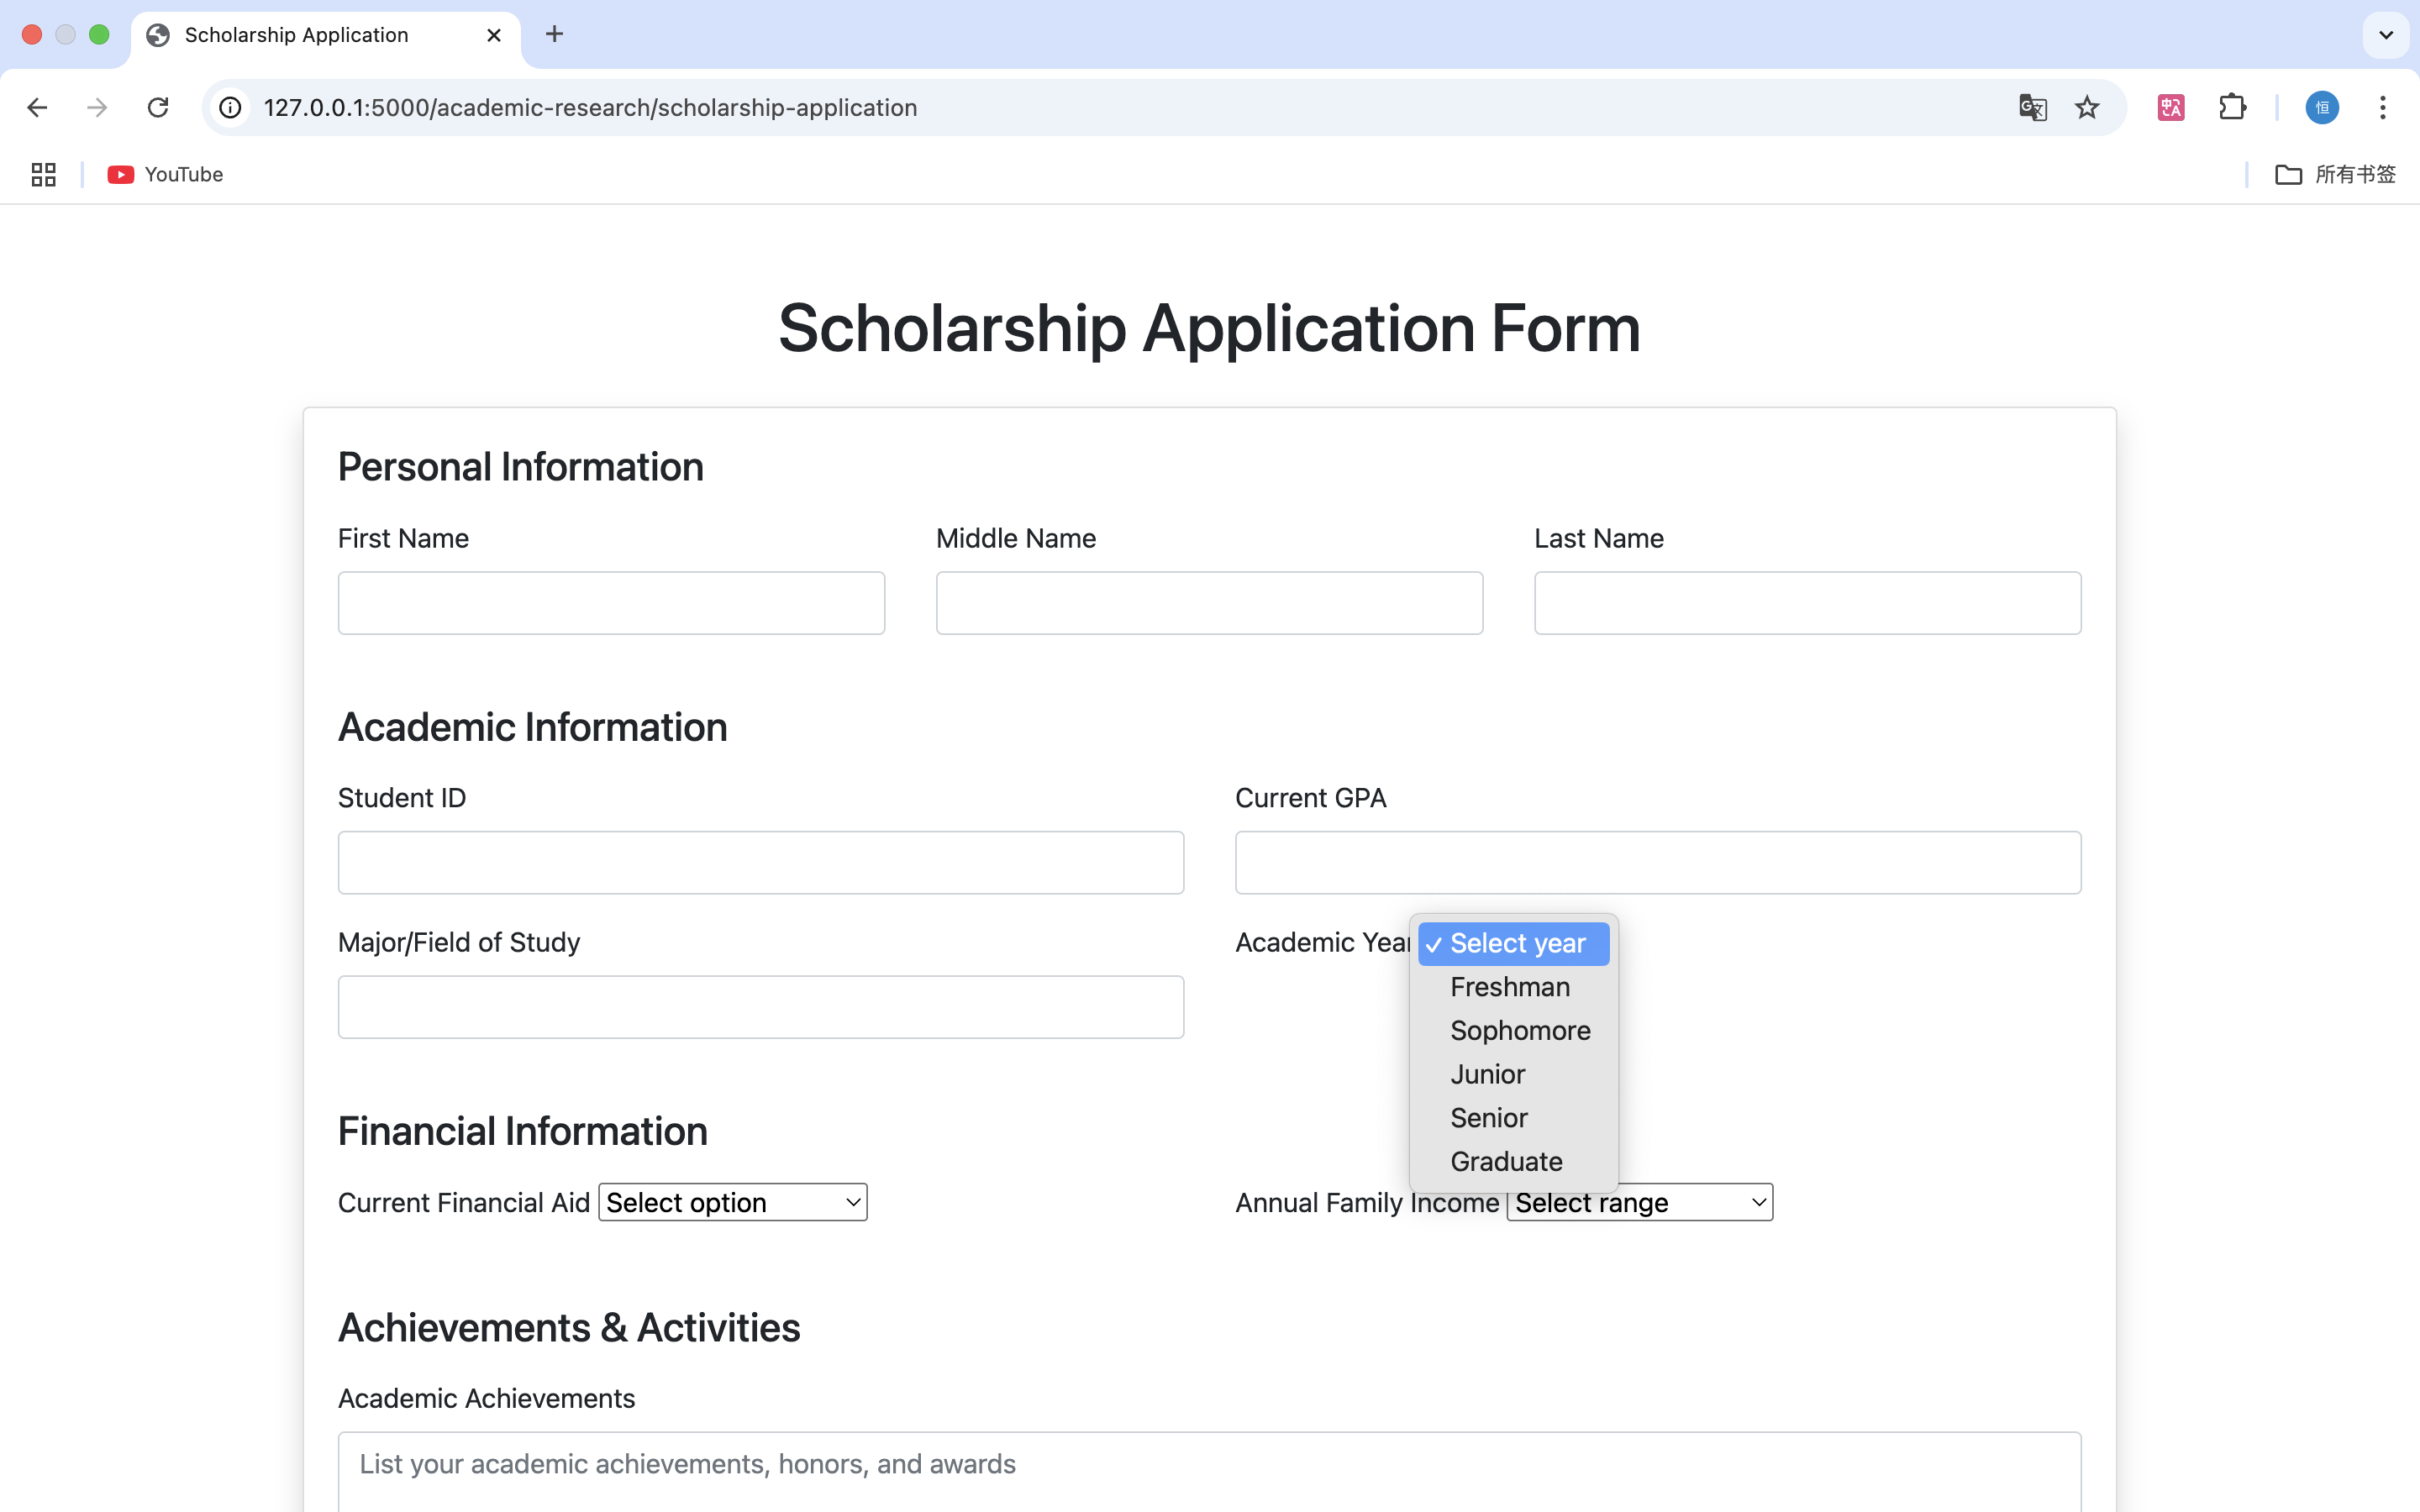 Scholarship Application
127.0.0.1:5000/academic-research/scholarship-application
恒
YouTube
所有书签
Scholarship Application Form
Personal Information
First Name Middle Name Last Name
Academic Information
Student ID Current GPA
Major/Field of Study Academic Year
✓ Select year
Freshman
Sophomore
Junior
Senior
Graduate
Financial Information
Current Financial Aid Select option Annual Family Income Select range
Achievements & Activities
Academic Achievements
List your academic achievements, honors, and awards